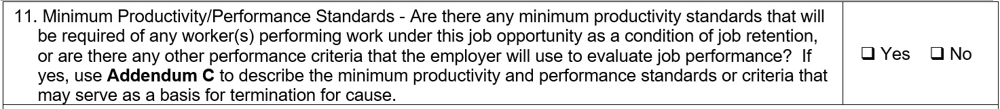 11. Minimum Productivity/Performance Standards - Are there any minimum productivity standards that will
be required of any worker(s) performing work under this job opportunity as a condition of job retention,
or are there any other performance criteria that the employer will use to evaluate job performance?  If
yes, use Addendum C to describe the minimum productivity and performance standards or criteria that
may serve as a basis for termination for cause.
❑ Yes ❑ No